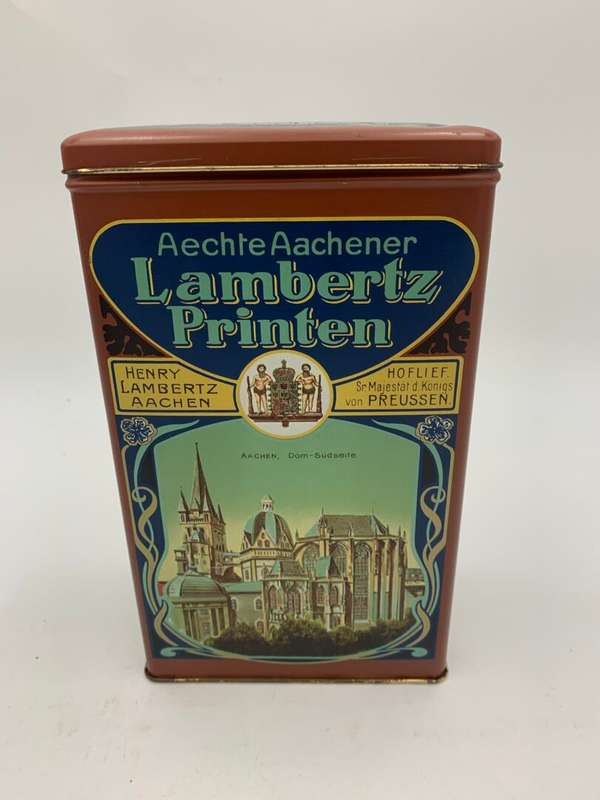 Aechte Aachener
Lambertz
Printen
HENRY
LAMBERTZ
AACHEN
HOFLIEF.
Sr Majestät d. Königs
von PREUSSEN.
AACHEN, Dom-Südseite